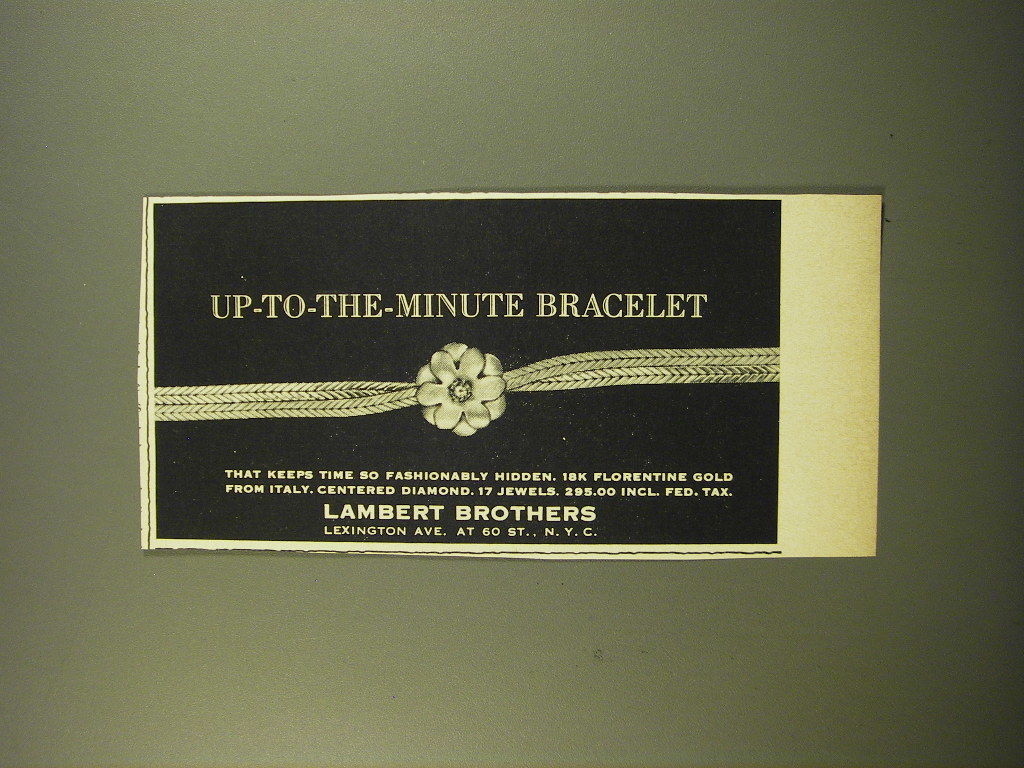 UP-TO-THE-MINUTE BRACELET
THAT KEEPS TIME SO FASHIONABLY HIDDEN. 18K FLORENTINE GOLD
FROM ITALY. CENTERED DIAMOND. 17 JEWELS. 295.00 INCL. FED. TAX.
LAMBERT BROTHERS
LEXINGTON AVE. AT 60 ST., N.Y.C.